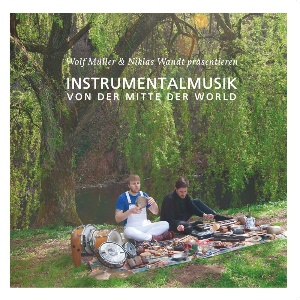 Wolf Müller & Niklas Wandt präsentieren
INSTRUMENTALMUSIK
VON DER MITTE DER WORLD